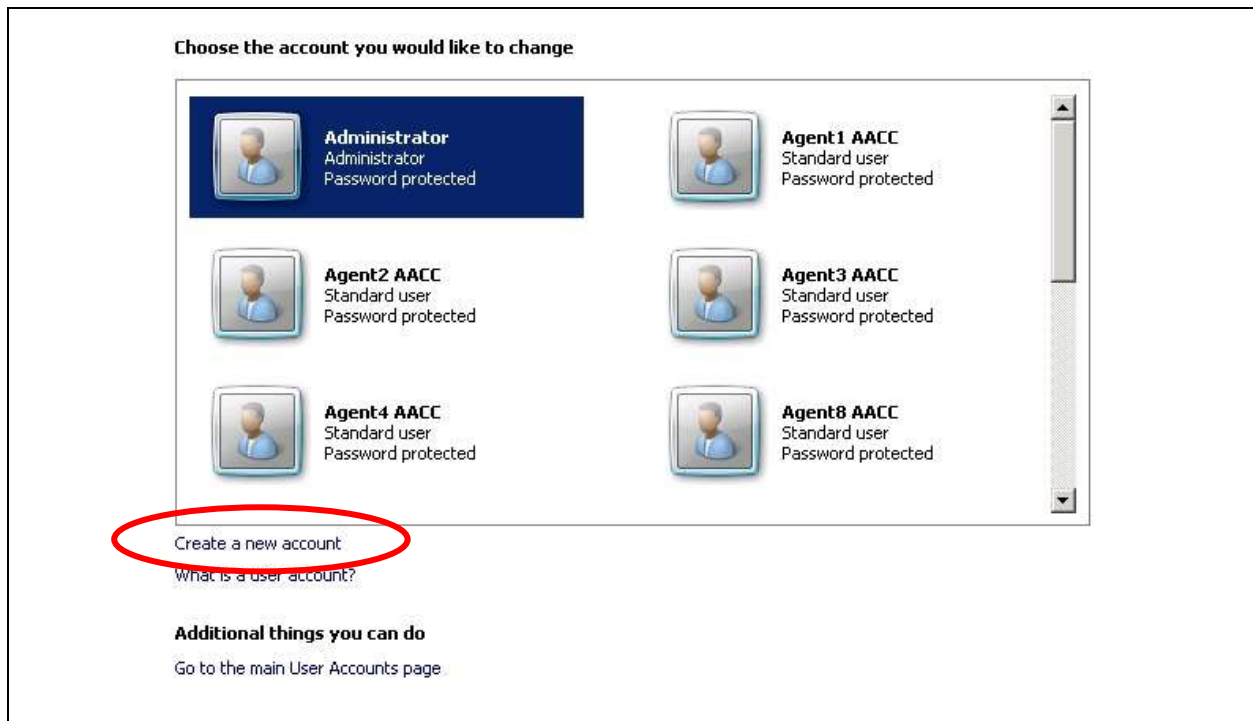 Choose the account you would like to change
Administrator
Administrator
Password protected
Agent1 AACC
Standard user
Password protected
Agent2 AACC
Standard user
Password protected
Agent3 AACC
Standard user
Password protected
Agent4 AACC
Standard user
Password protected
Agent8 AACC
Standard user
Password protected
Create a new account
What is a user account?
Additional things you can do
Go to the main User Accounts page